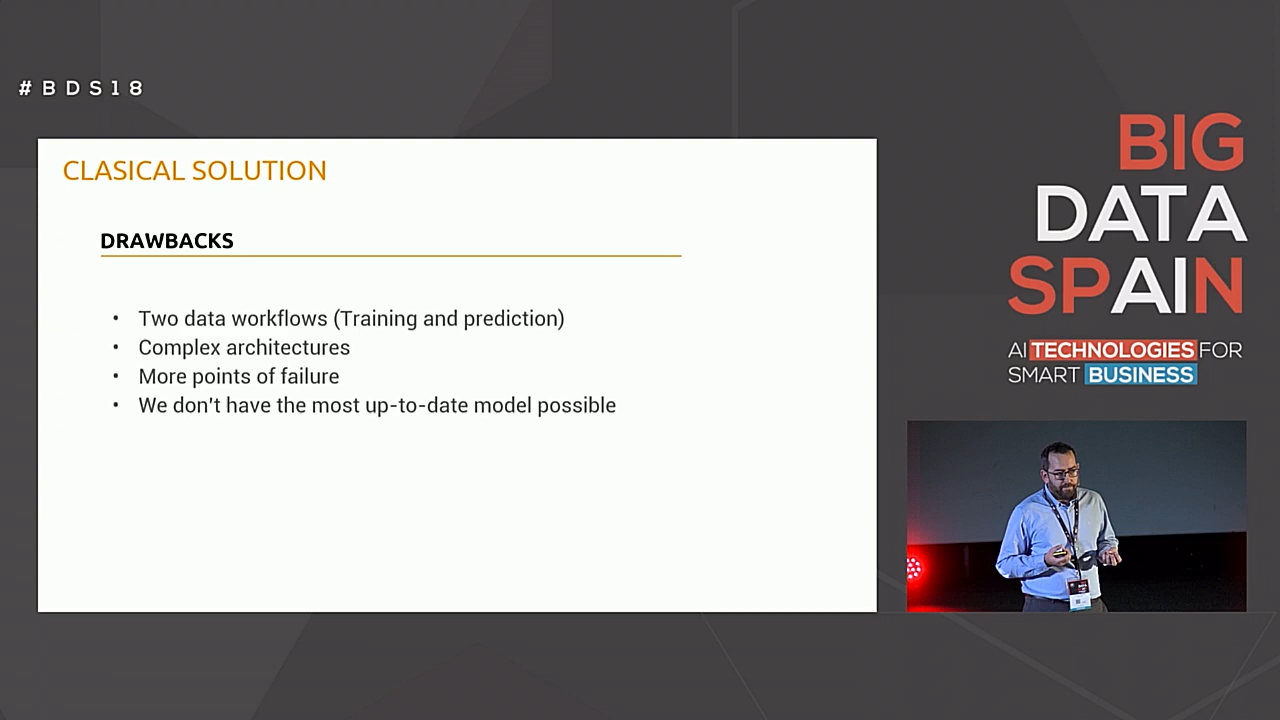 #BDS18
CLASICAL SOLUTION
DRAWBACKS
• Two data workflows (Training and prediction)
• Complex architectures
• More points of failure
• We don't have the most up-to-date model possible
BIG
DATA
SPAIN
AI TECHNOLOGIES FOR
SMART BUSINESS